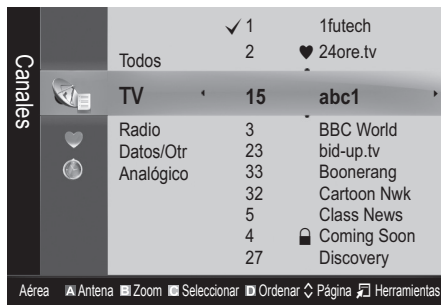 Canales
✓ 1 1futech
Todos 2 ♥ 24ore.tv
TV 15 abc1
Radio 3 BBC World
Datos/Otr 23 bid-up.tv
Analógico 33 Boonerang
32 Cartoon Nwk
5 Class News
4 Coming Soon
27 Discovery
Aérea A Antena B Zoom C Seleccionar D Ordenar Página Herramientas